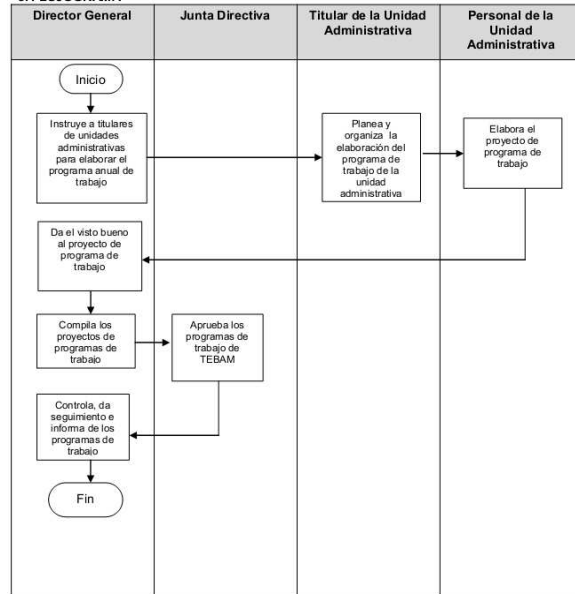 Director General
Junta Directiva
Titular de la Unidad
Administrativa
Personal de la
Unidad
Administrativa
Inicio
Instruye a titulares
de unidades
administrativas
para elaborar el
programa anual de
trabajo
Planea y
organiza la
elaboración del
programa de
trabajo de la
unidad
administrativa
Elabora el
proyecto de
programa de
trabajo
Da el visto bueno
al proyecto de
programa de
trabajo
Compila los
proyectos de
programas de
trabajo
Aprueba los
programas de
trabajo de
TEBAM
Controla, da
seguimiento e
informa de los
programas de
trabajo
Fin